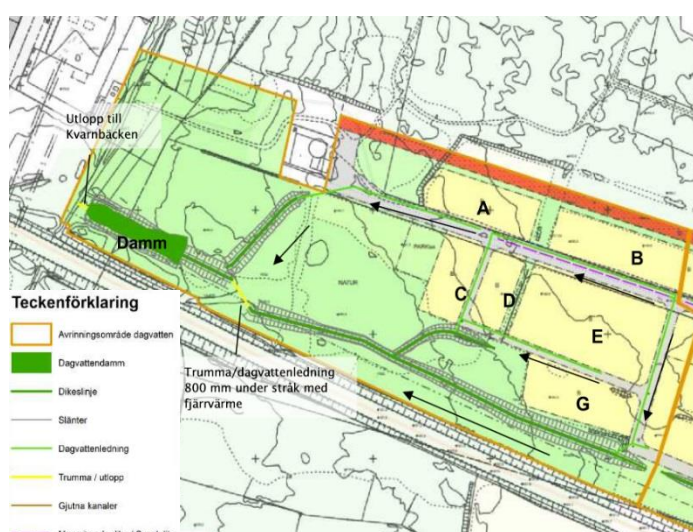 Utlopp till
Kvarnbäcken
Damm
A
B
C
D
E
G
NATUR
PARKMARK
Trumma/dagvattenledning
800 mm under stråk med
fjärrvärme
Teckenförklaring
Avrinningsområde dagvatten
Dagvattendamm
Dikeslinje
Slänter
Dagvattenledning
Trumma / utlopp
Gjutna kanaler